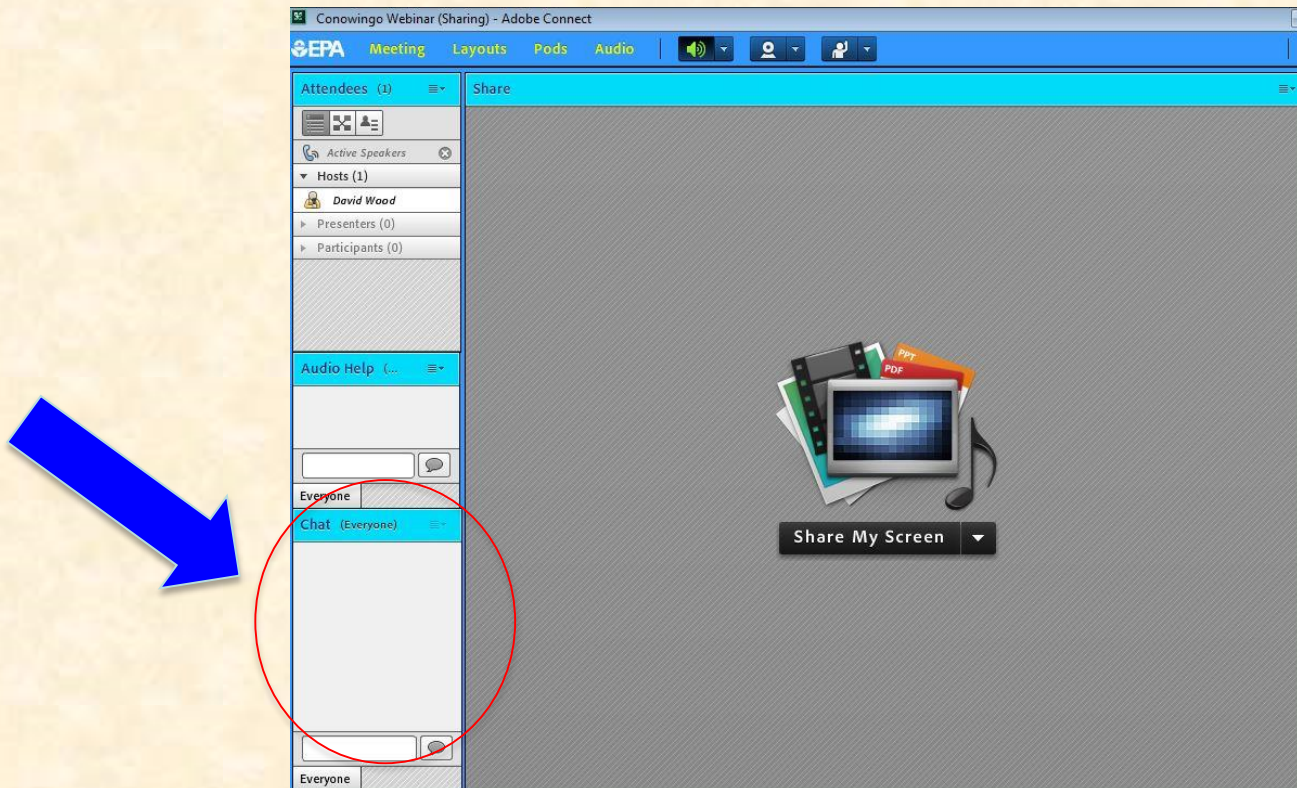 Conowingo Webinar (Sharing) - Adobe Connect
EPA Meeting Layouts Pods Audio
Attendees (1)
Active Speakers
Hosts (1)
David Wood
Presenters (0)
Participants (0)
Audio Help (...
Everyone
Chat (Everyone)
Everyone
Share
PPT
PDF
Share My Screen